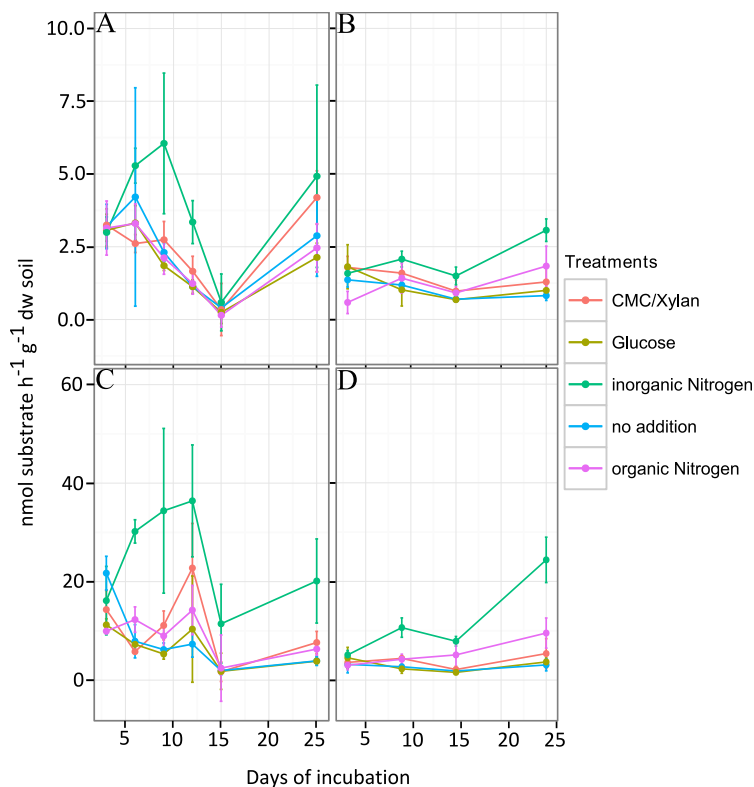 A
B
10.0
7.5
5.0
2.5
0.0
C
D
60
40
20
0
5 10 15 20 25
5 10 15 20 25
Days of incubation
nmol substrate h⁻¹ g⁻¹ dw soil
Treatments
CMC/Xylan
Glucose
inorganic Nitrogen
no addition
organic Nitrogen